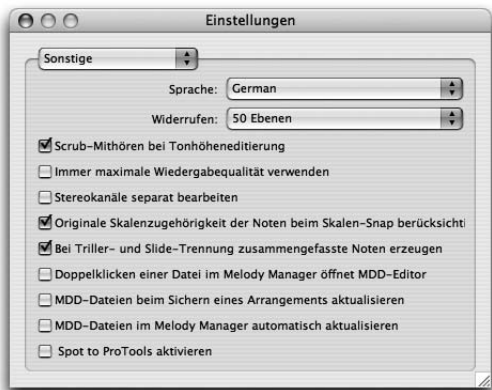 Einstellungen
Sonstige
Sprache: German
Widerrufen: 50 Ebenen
Scrub-Mithören bei Tonhöheneditierung
Immer maximale Wiedergabequalität verwenden
Stereokanäle separat bearbeiten
Originale Skalenzugehörigkeit der Noten beim Skalen-Snap berücksichti
Bei Triller- und Slide-Trennung zusammengefasste Noten erzeugen
Doppelklicken einer Datei im Melody Manager öffnet MDD-Editor
MDD-Dateien beim Sichern eines Arrangements aktualisieren
MDD-Dateien im Melody Manager automatisch aktualisieren
Spot to ProTools aktivieren